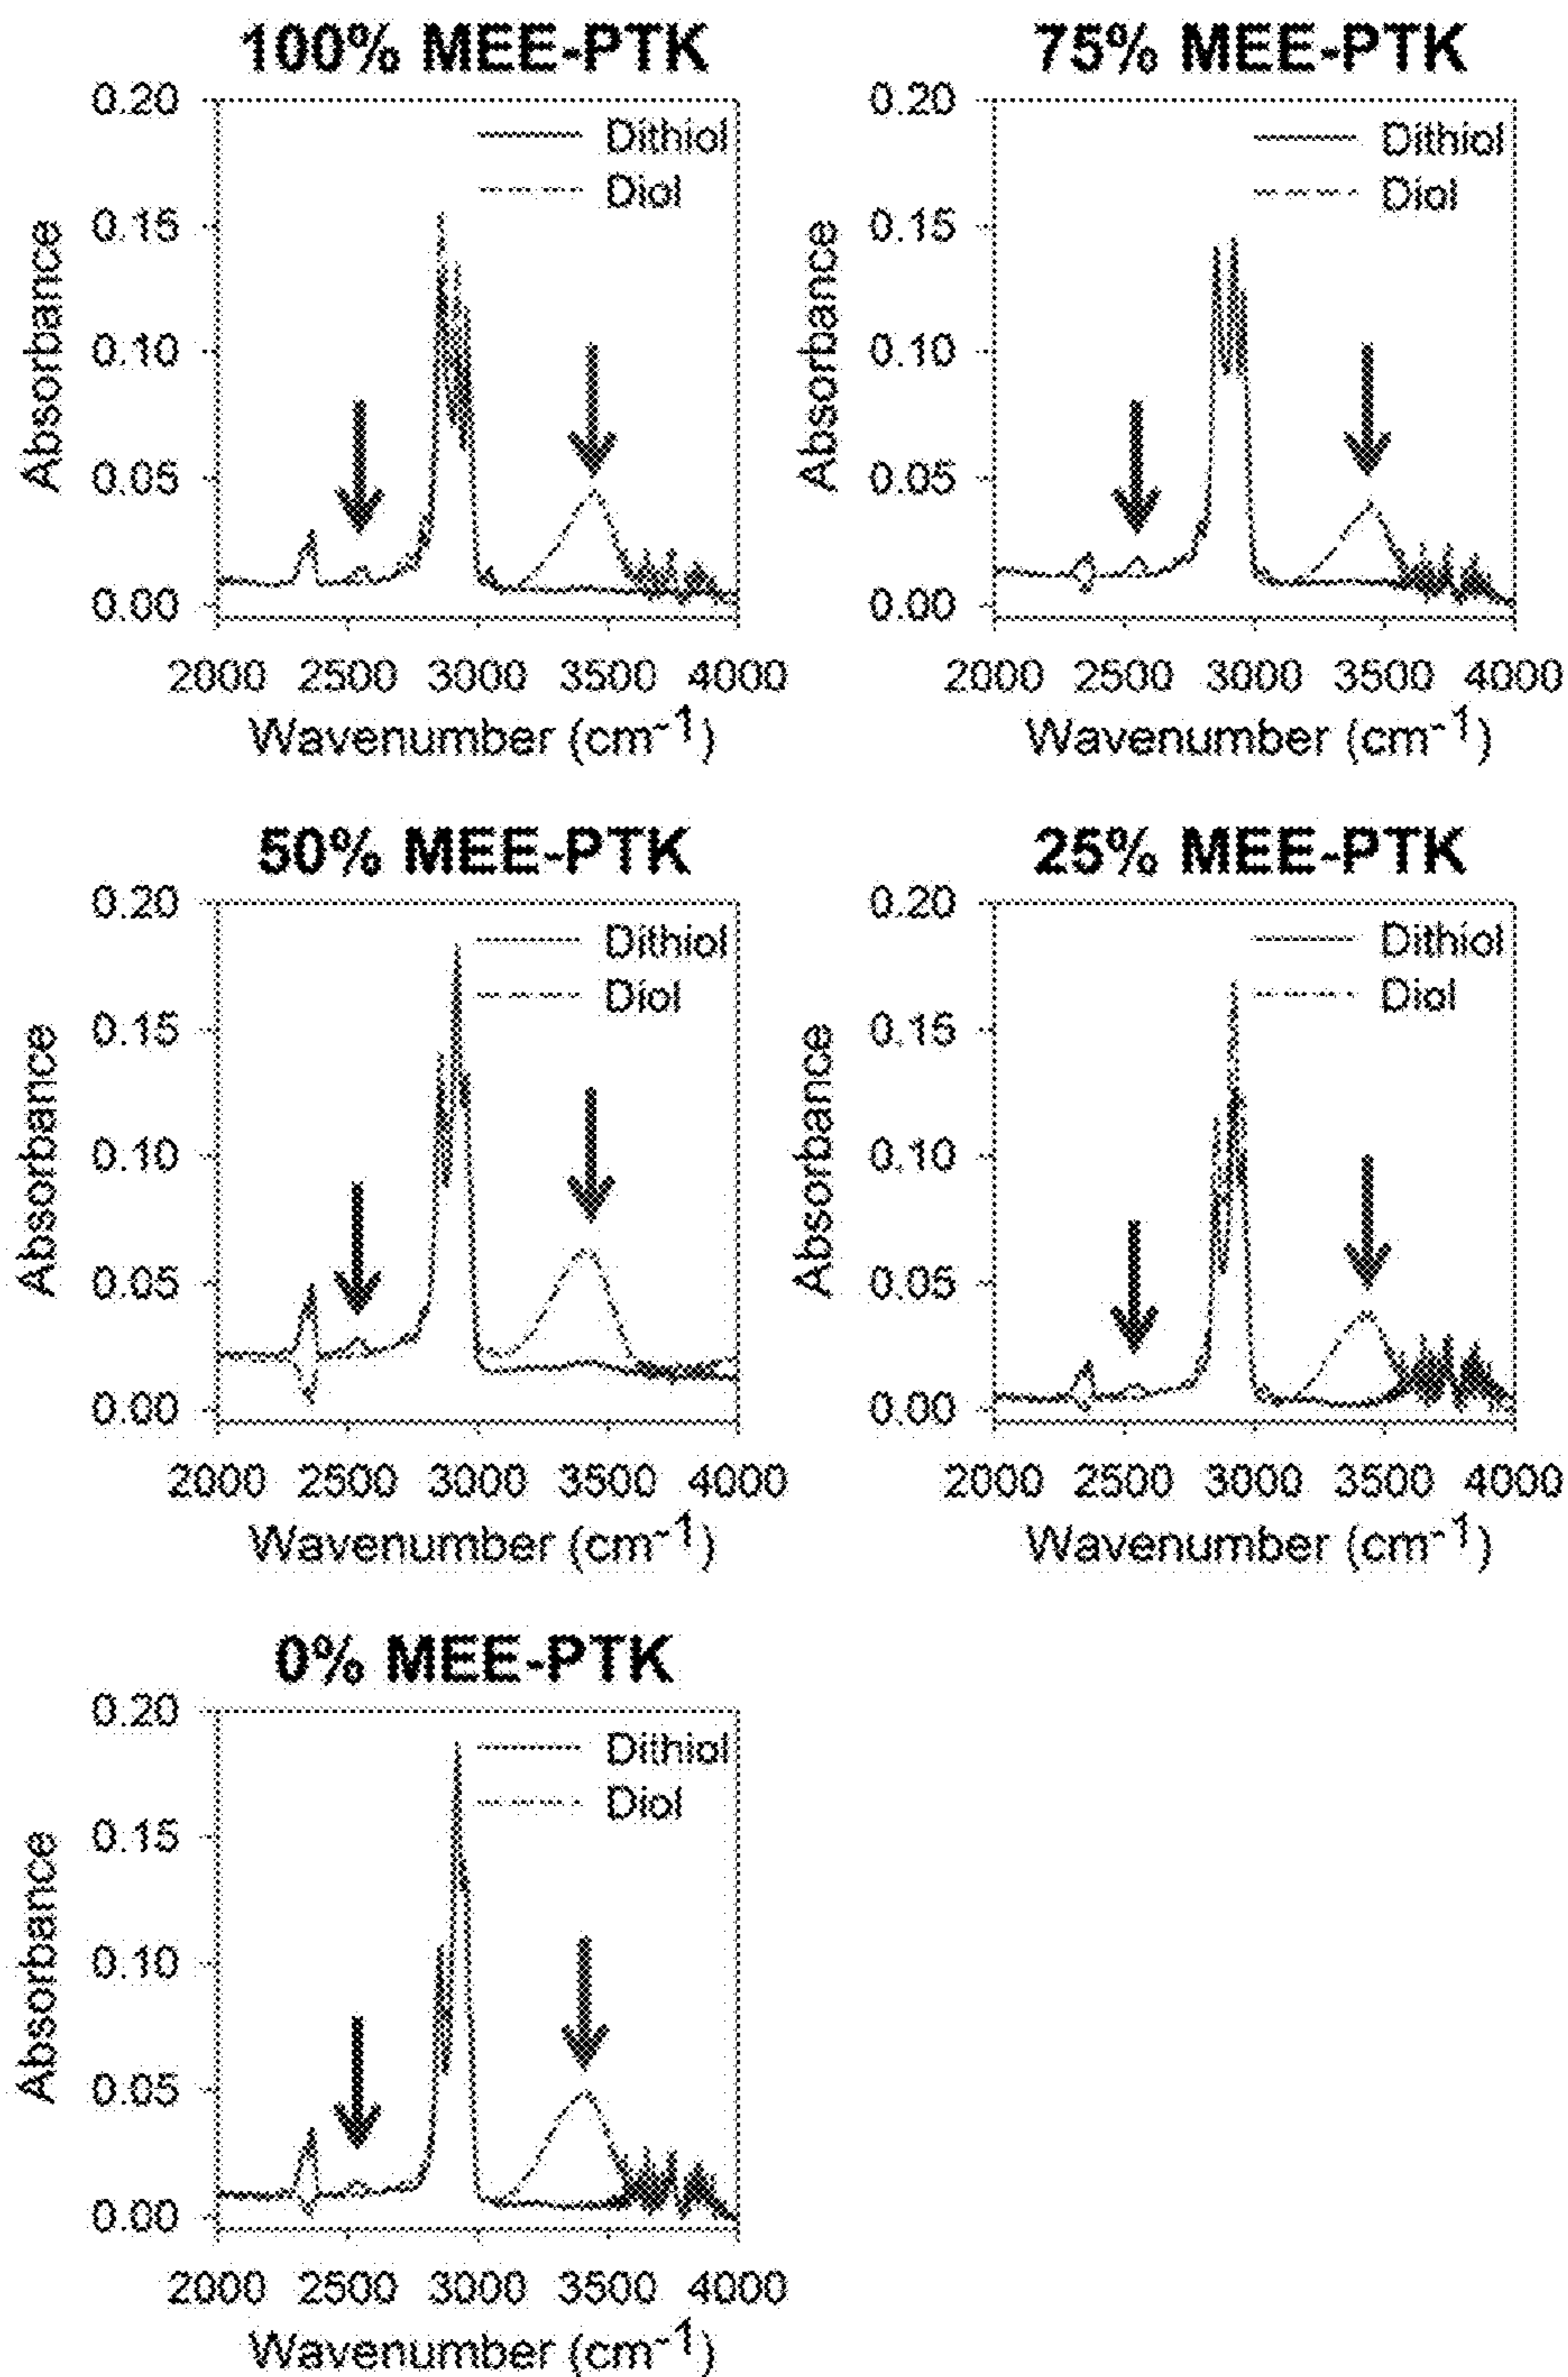 100% MEE-PTK
0.20
0.15
0.10
0.05
0.00
Absorbance
Dithiol
Diol
2000 2500 3000 3500 4000
Wavenumber (cm-1)
75% MEE-PTK
0.20
0.15
0.10
0.05
0.00
Absorbance
Dithiol
Diol
2000 2500 3000 3500 4000
Wavenumber (cm-1)
50% MEE-PTK
0.20
0.15
0.10
0.05
0.00
Absorbance
Dithiol
Diol
2000 2500 3000 3500 4000
Wavenumber (cm-1)
25% MEE-PTK
0.20
0.15
0.10
0.05
0.00
Absorbance
Dithiol
Diol
2000 2500 3000 3500 4000
Wavenumber (cm-1)
0% MEE-PTK
0.20
0.15
0.10
0.05
0.00
Absorbance
Dithiol
Diol
2000 2500 3000 3500 4000
Wavenumber (cm-1)